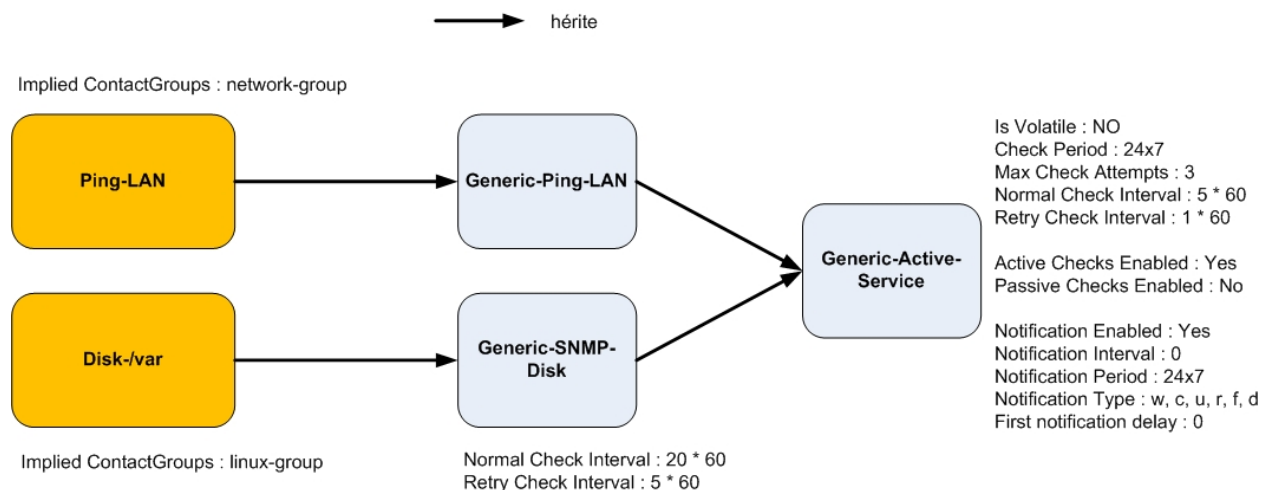 hérite
Implied ContactGroups : network-group
Ping-LAN
Generic-Ping-LAN
Disk-/var
Generic-SNMP-
Disk
Implied ContactGroups : linux-group
Normal Check Interval : 20 * 60
Retry Check Interval : 5 * 60
Generic-Active-
Service
Is Volatile : NO
Check Period : 24x7
Max Check Attempts : 3
Normal Check Interval : 5 * 60
Retry Check Interval : 1 * 60
Active Checks Enabled : Yes
Passive Checks Enabled : No
Notification Enabled : Yes
Notification Interval : 0
Notification Period : 24x7
Notification Type : w, c, u, r, f, d
First notification delay : 0